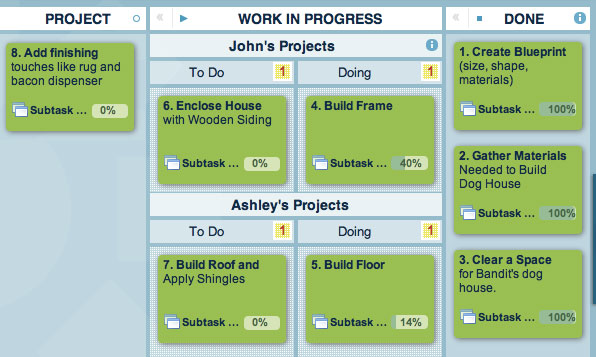 PROJECT
8. Add finishing
touches like rug and
bacon dispenser
Subtask ... 0%
WORK IN PROGRESS
John's Projects
To Do 1
Doing 1
6. Enclose House
with Wooden Siding
Subtask ... 0%
4. Build Frame
Subtask ... 40%
Ashley's Projects
To Do 1
Doing 1
7. Build Roof and
Apply Shingles
Subtask ... 0%
5. Build Floor
Subtask ... 14%
DONE
1. Create Blueprint
(size, shape,
materials)
Subtask ... 100%
2. Gather Materials
Needed to Build
Dog House
Subtask ... 100%
3. Clear a Space
for Bandit's dog
house.
Subtask ... 100%